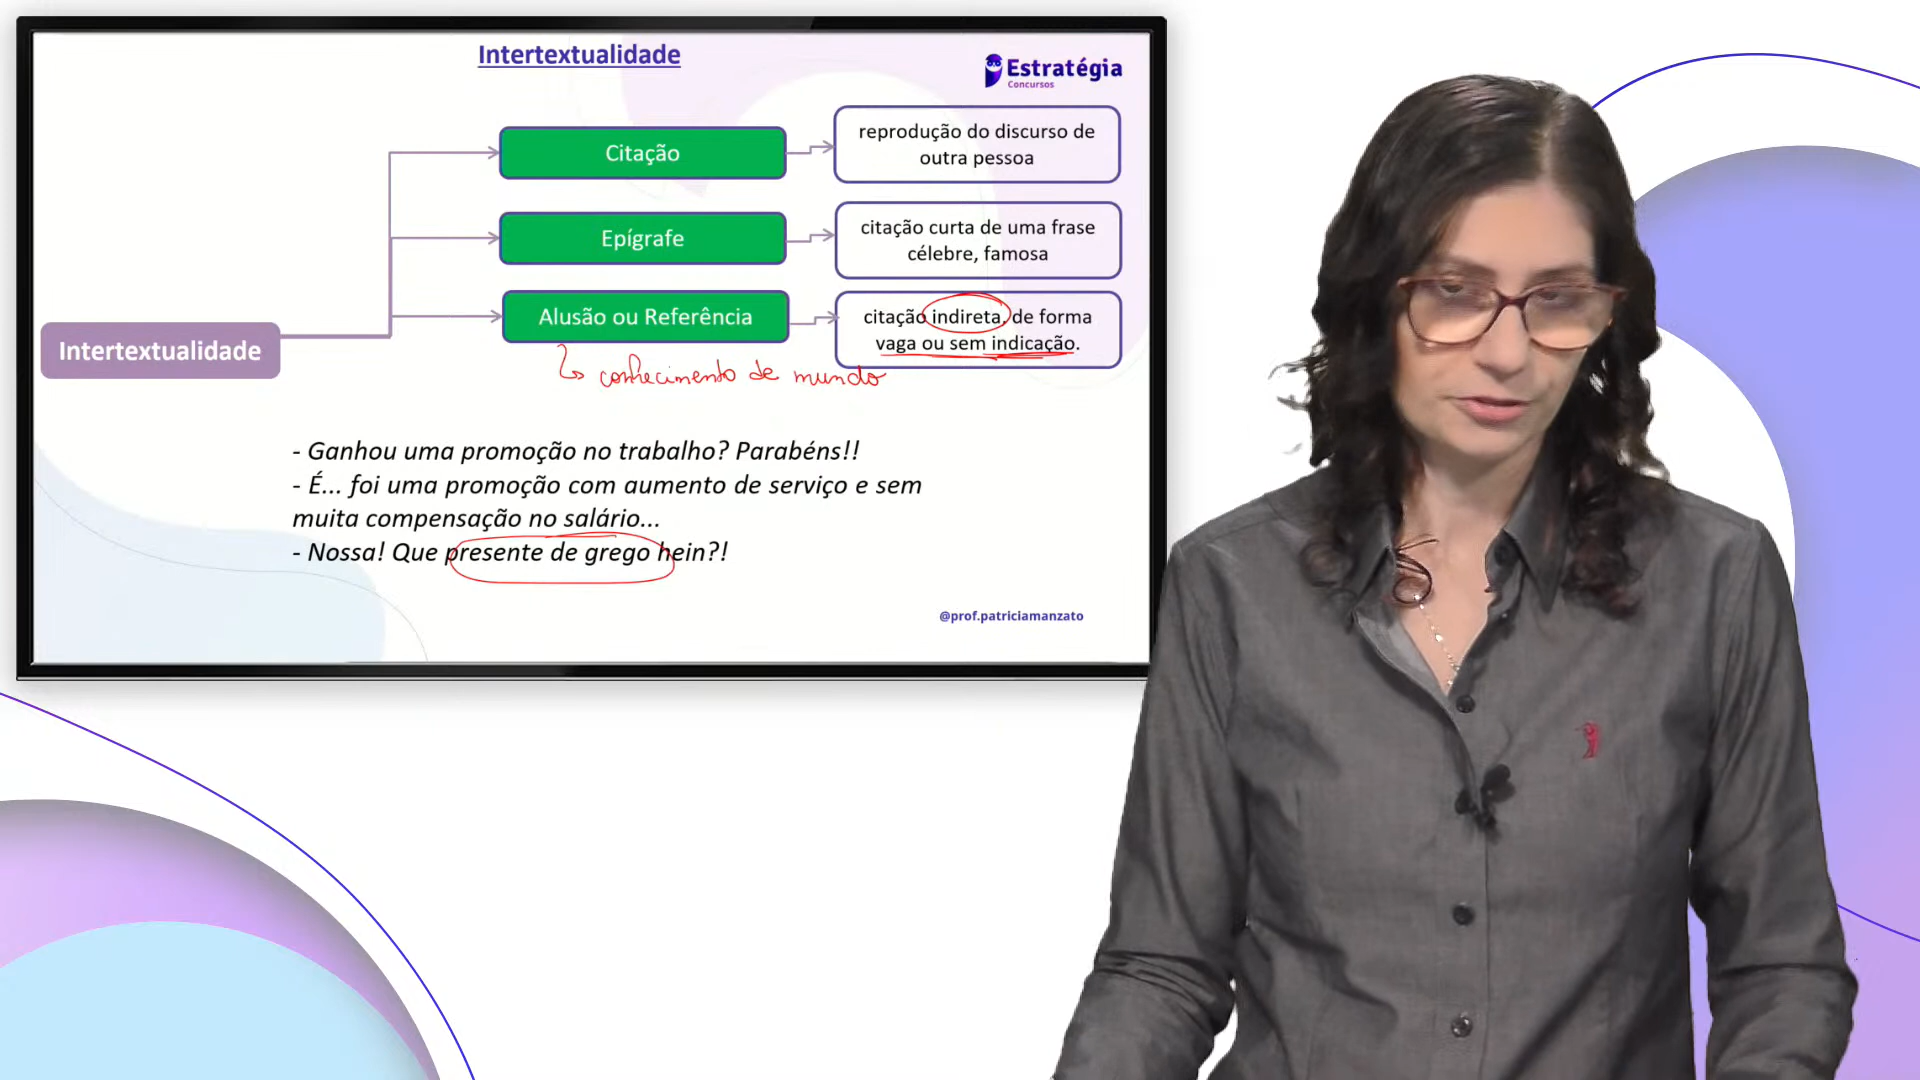 Intertextualidade
Estratégia
Concursos
Citação
reprodução do discurso de
outra pessoa
Epígrafe
citação curta de uma frase
célebre, famosa
Alusão ou Referência
citação indireta, de forma
vaga ou sem indicação.
Intertextualidade
conhecimento de mundo
- Ganhou uma promoção no trabalho? Parabéns!!
- É... foi uma promoção com aumento de serviço e sem
muita compensação no salário...
- Nossa! Que presente de grego hein?!
@prof.patriciamanzato